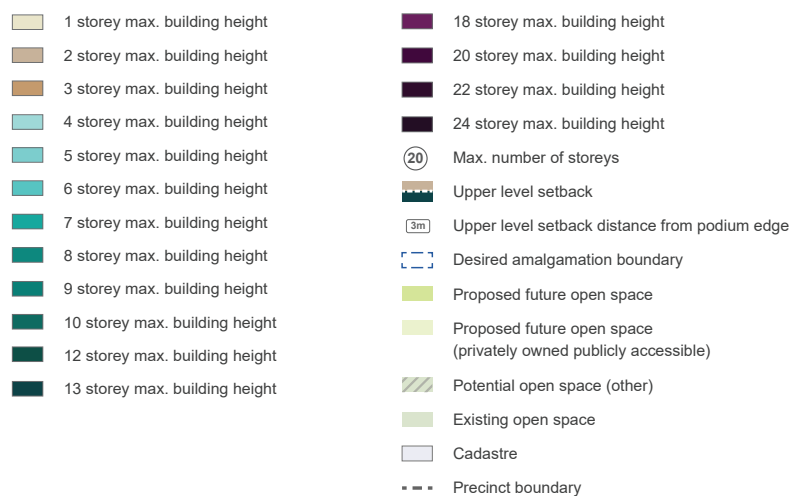 1 storey max. building height
2 storey max. building height
3 storey max. building height
4 storey max. building height
5 storey max. building height
6 storey max. building height
7 storey max. building height
8 storey max. building height
9 storey max. building height
10 storey max. building height
12 storey max. building height
13 storey max. building height
18 storey max. building height
20 storey max. building height
22 storey max. building height
24 storey max. building height
20 Max. number of storeys
Upper level setback
3m Upper level setback distance from podium edge
Desired amalgamation boundary
Proposed future open space
Proposed future open space
(privately owned publicly accessible)
Potential open space (other)
Existing open space
Cadastre
Precinct boundary